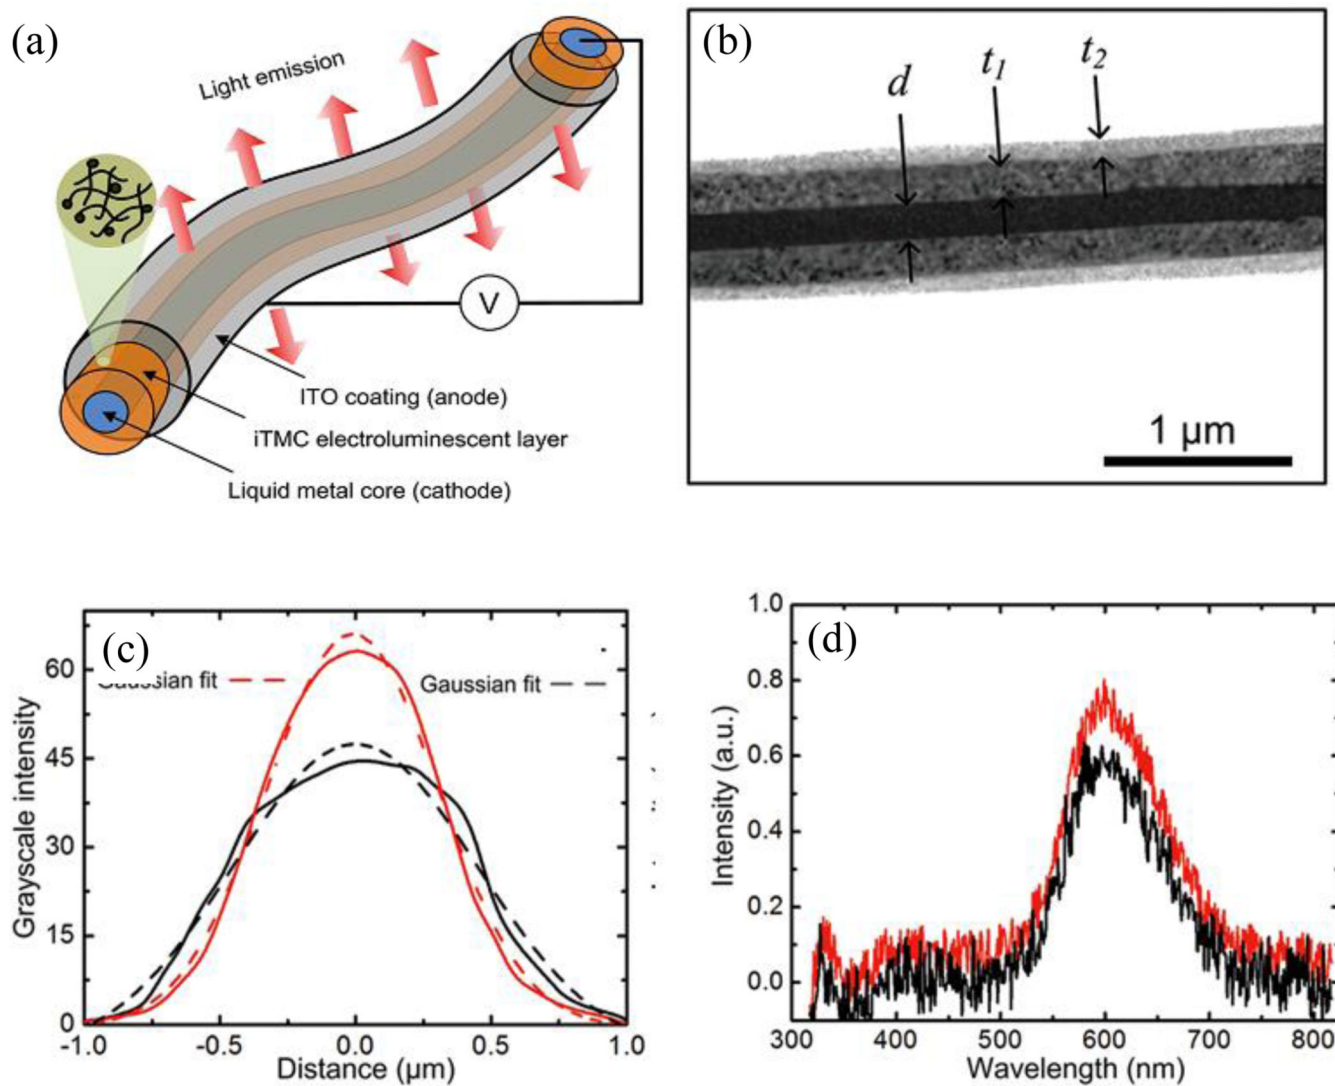 (a)
Light emission
V
ITO coating (anode)
iTMC electroluminescent layer
Liquid metal core (cathode)
(b)
d
t1
t2
1 μm
(c)
Gaussian fit
Gaussian fit
60
45
30
15
0
Grayscale intensity
-1.0 -0.5 0.0 0.5 1.0
Distance (μm)
(d)
1.0
0.8
0.6
0.4
0.2
0.0
Intensity (a.u.)
300 400 500 600 700 800
Wavelength (nm)